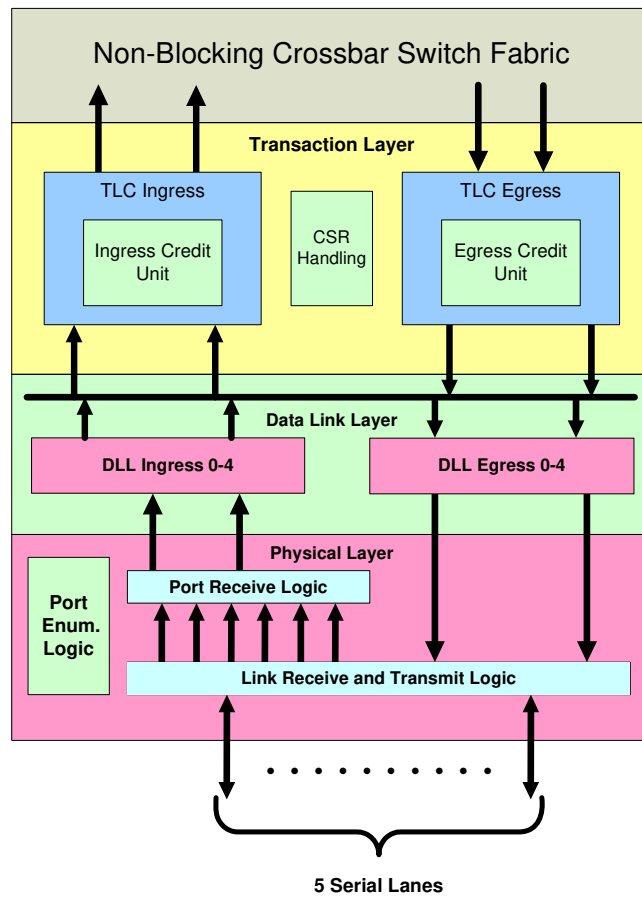 Non-Blocking Crossbar Switch Fabric
Transaction Layer
TLC Ingress
Ingress Credit
Unit
CSR
Handling
TLC Egress
Egress Credit
Unit
Data Link Layer
DLL Ingress 0-4
DLL Egress 0-4
Physical Layer
Port
Enum.
Logic
Port Receive Logic
Link Receive and Transmit Logic
5 Serial Lanes